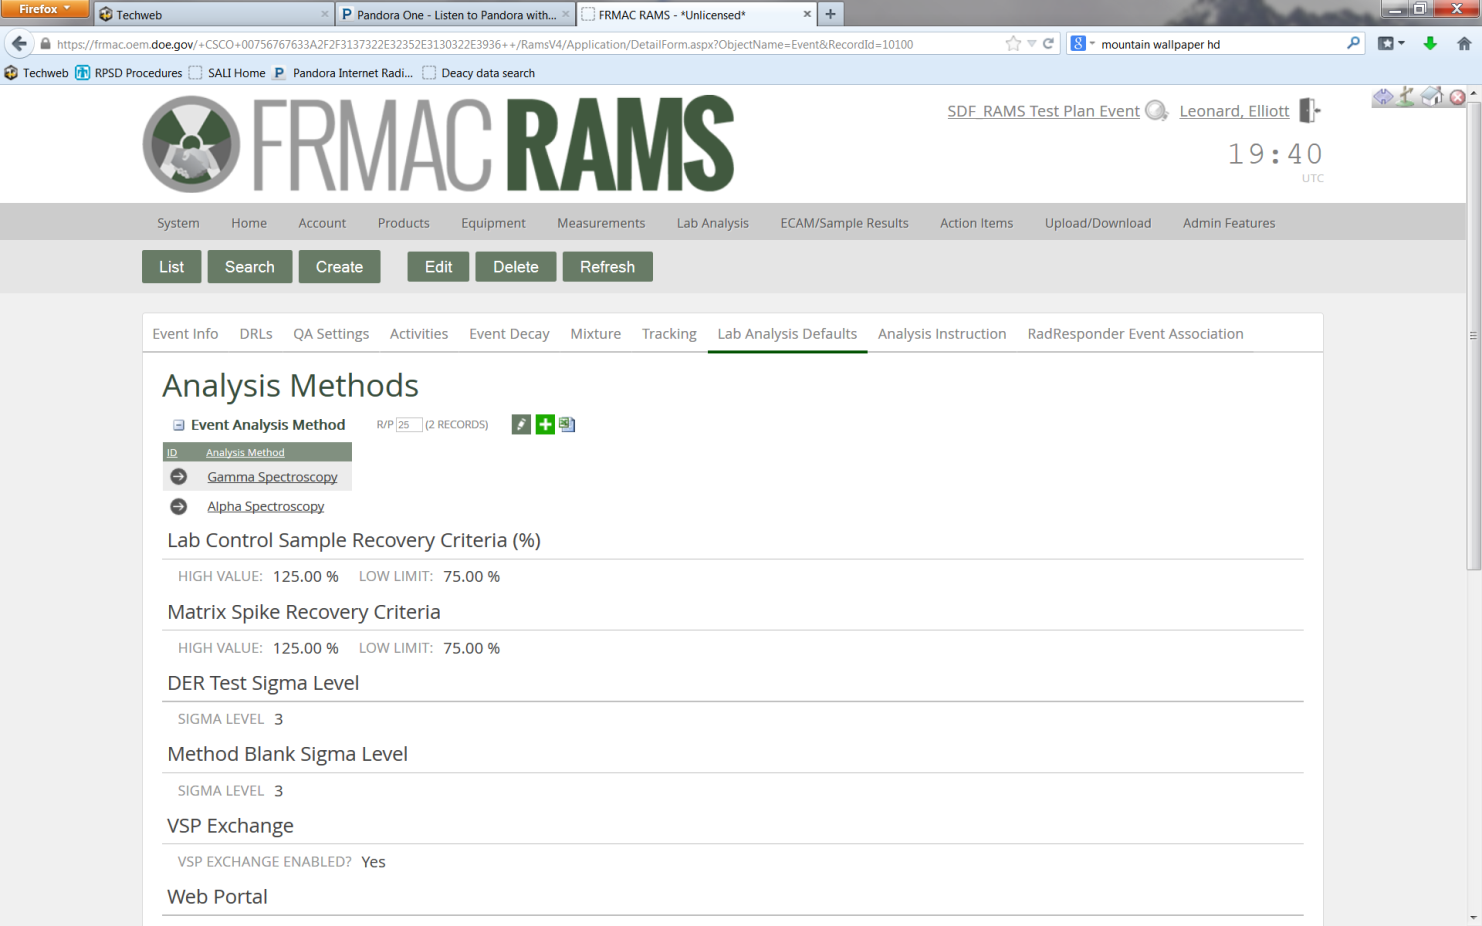 Firefox
Techweb
Pandora One - Listen to Pandora with...
FRMAC RAMS - *Unlicensed*
https://frmac.oem.doe.gov/+CSCO+00756767633A2F2F3137322E32352E3130322E3936++/RamsV4/Application/DetailForm.aspx?ObjectName=Event&RecordId=10100
mountain wallpaper hd
Techweb RPSD Procedures SALI Home Pandora Internet Radi... Deacy data search
FRMAC RAMS
SDF_RAMS Test Plan Event Leonard, Elliott
19:40
UTC
System Home Account Products Equipment Measurements Lab Analysis ECAM/Sample Results Action Items Upload/Download Admin Features
List Search Create Edit Delete Refresh
Event Info DRLs QA Settings Activities Event Decay Mixture Tracking Lab Analysis Defaults Analysis Instruction RadResponder Event Association
Analysis Methods
Event Analysis Method R/P 25 (2 RECORDS)
ID Analysis Method
Gamma Spectroscopy
Alpha Spectroscopy
Lab Control Sample Recovery Criteria (%)
HIGH VALUE: 125.00 % LOW LIMIT: 75.00 %
Matrix Spike Recovery Criteria
HIGH VALUE: 125.00 % LOW LIMIT: 75.00 %
DER Test Sigma Level
SIGMA LEVEL 3
Method Blank Sigma Level
SIGMA LEVEL 3
VSP Exchange
VSP EXCHANGE ENABLED? Yes
Web Portal